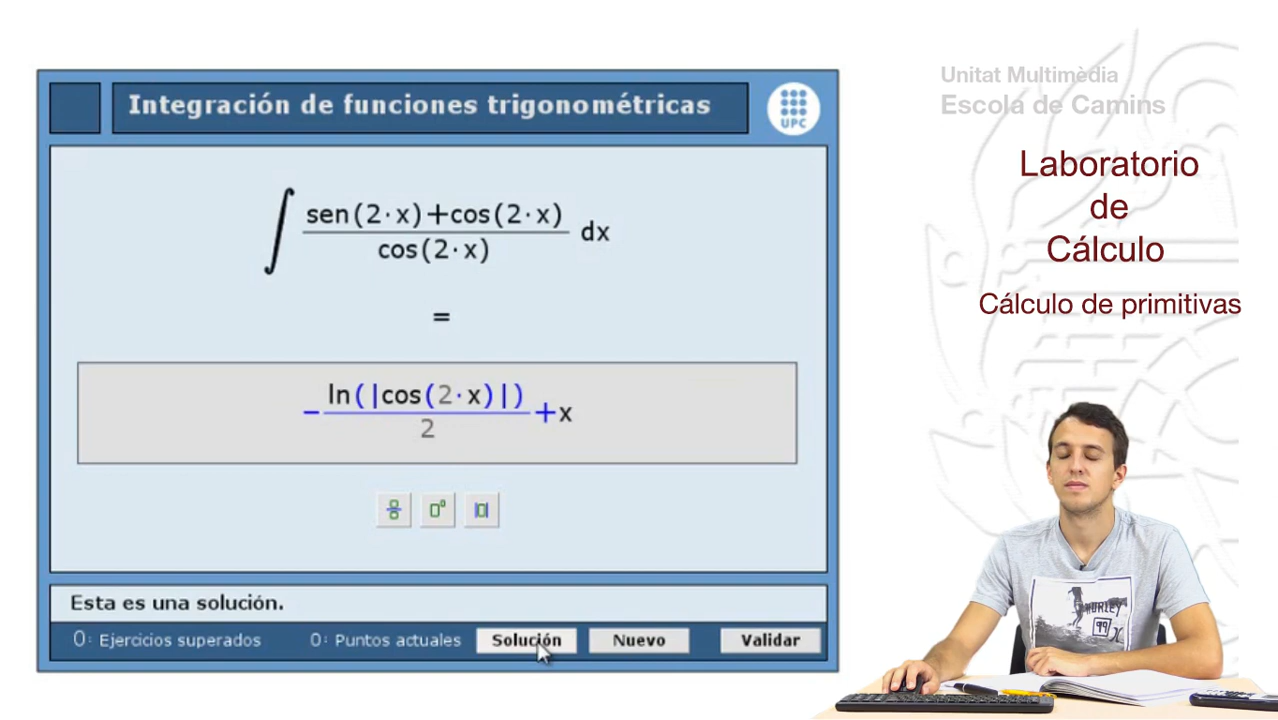 Unitat Multimèdia
Escola de Camins
Laboratorio
de
Cálculo
Cálculo de primitivas
Integración de funciones trigonométricas
UPC
∫ sen(2·x)+cos(2·x) dx
cos(2·x)
=
- ln(|cos(2·x)|) +x
2
Esta es una solución.
0: Ejercicios superados 0: Puntos actuales Solución Nuevo Validar
HURLEY
99